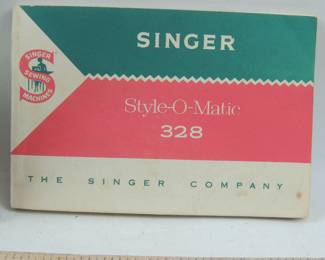 SINGER
SINGER
SEWING
MACHINES
Style-O-Matic
328
THE SINGER COMPANY